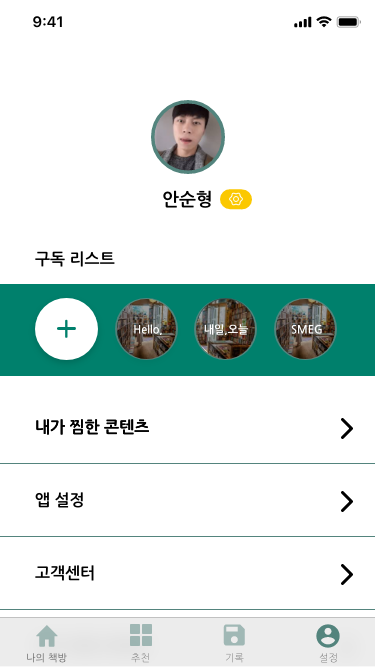 9:41
안순형
구독 리스트
Hello,
내일,오늘
SMEG
내가 찜한 콘텐츠
앱 설정
고객센터
나의 책방
추천
기록
설정